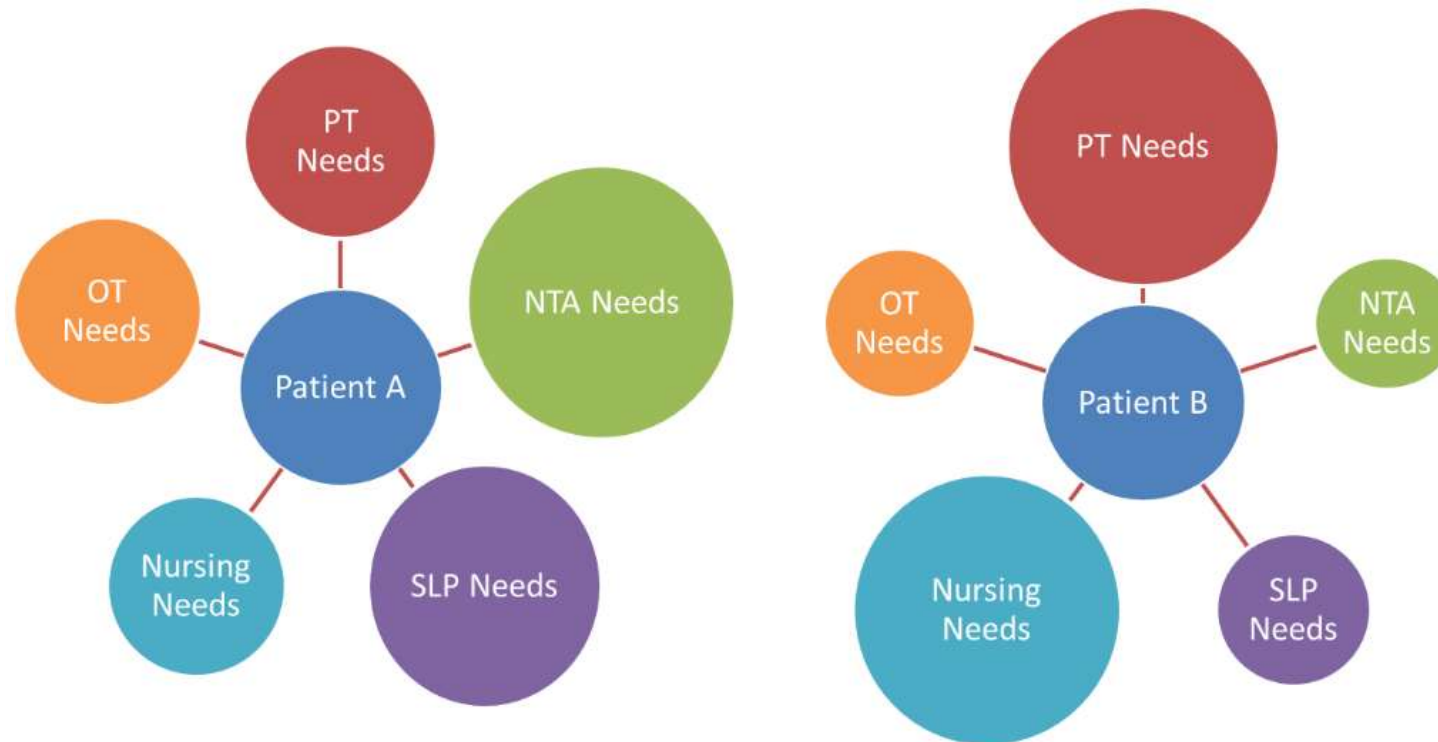 PT
Needs
OT
Needs
NTA Needs
Patient A
Nursing
Needs
SLP Needs
PT Needs
OT
Needs
NTA
Needs
Patient B
Nursing
Needs
SLP
Needs